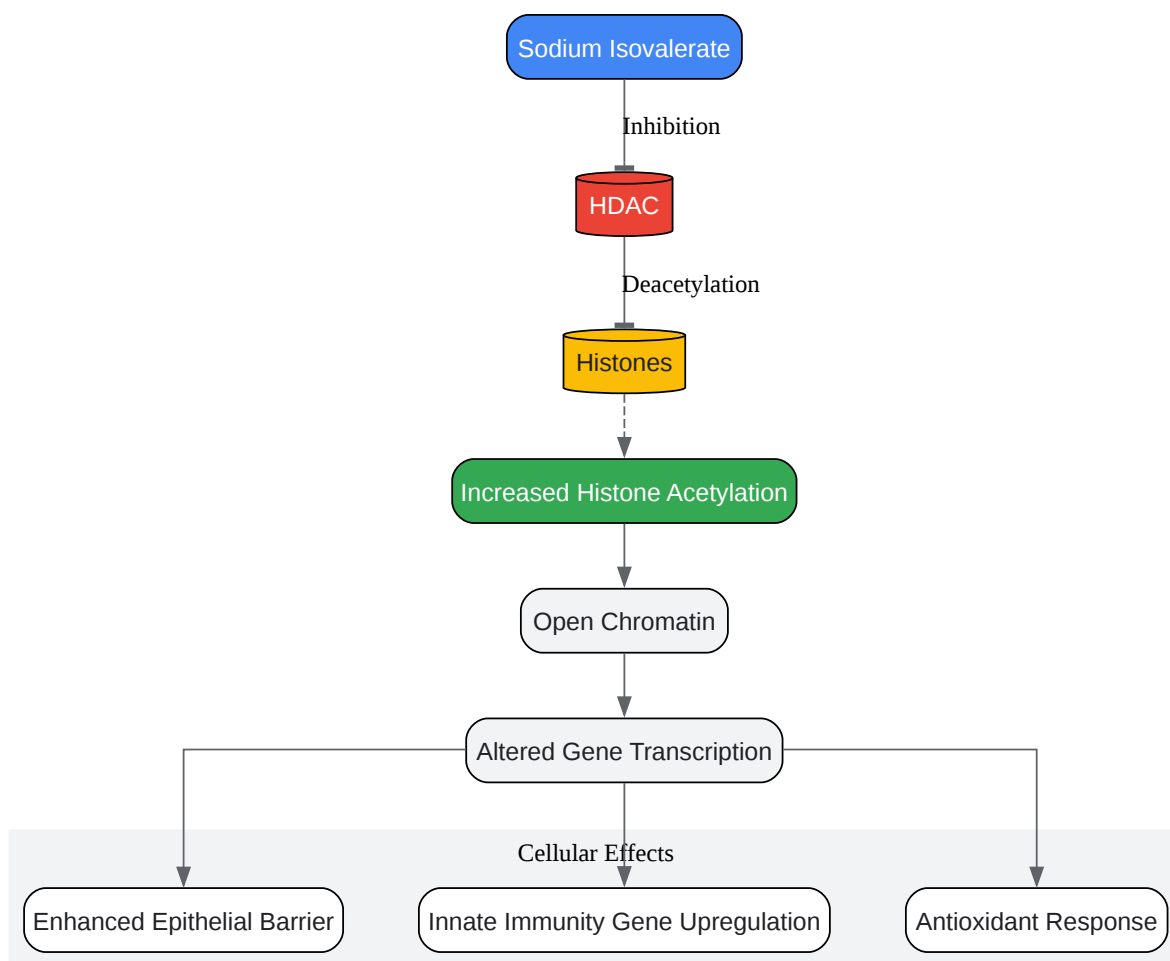 Sodium Isovalerate
Inhibition
HDAC
Deacetylation
Histones
Increased Histone Acetylation
Open Chromatin
Altered Gene Transcription
Cellular Effects
Enhanced Epithelial Barrier
Innate Immunity Gene Upregulation
Antioxidant Response